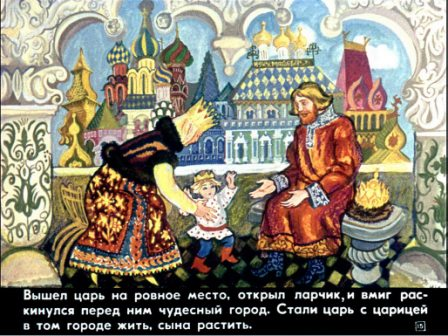 Вышел царь на ровное место, открыл ларчик, и вмиг рас-
кинулся перед ним чудесный город. Стали царь с царицей
в том городе жить, сына растить.
15